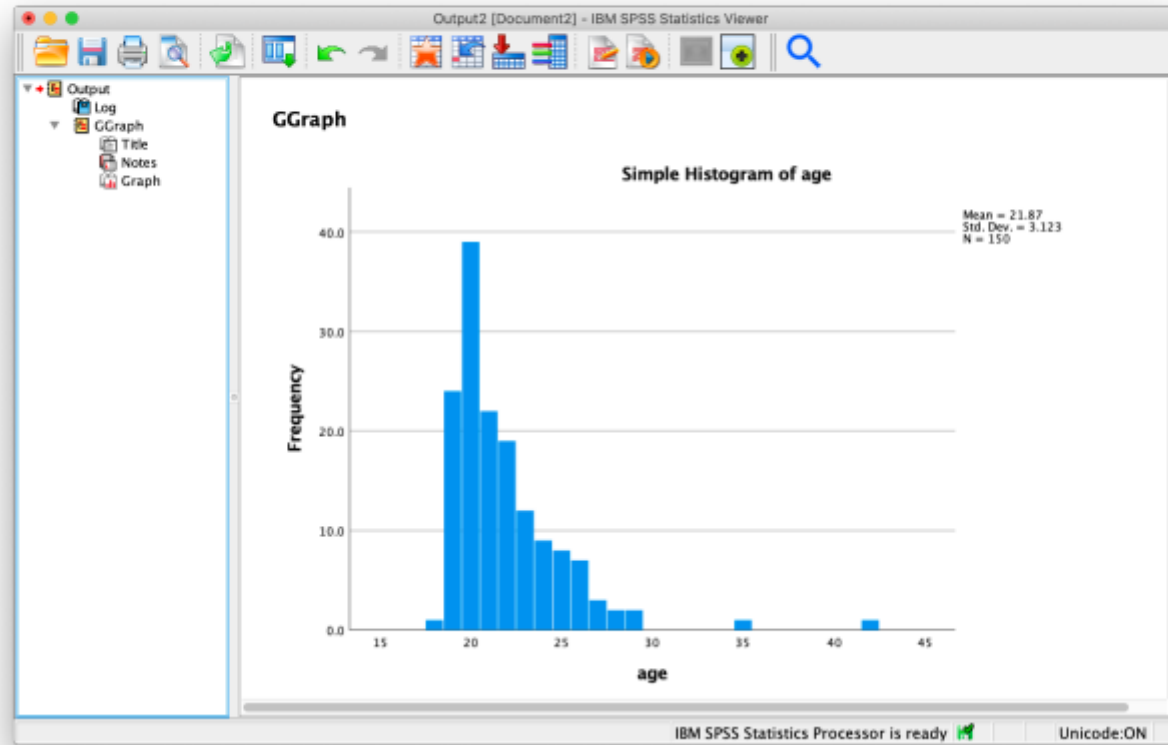 Output2 [Document2] - IBM SPSS Statistics Viewer
Output
Log
GGraph
Title
Notes
Graph
GGraph
Simple Histogram of age
Mean = 21.87
Std. Dev. = 3.123
N = 150
40.0
30.0
20.0
10.0
0.0
Frequency
15 20 25 30 35 40 45
age
IBM SPSS Statistics Processor is ready Unicode:ON